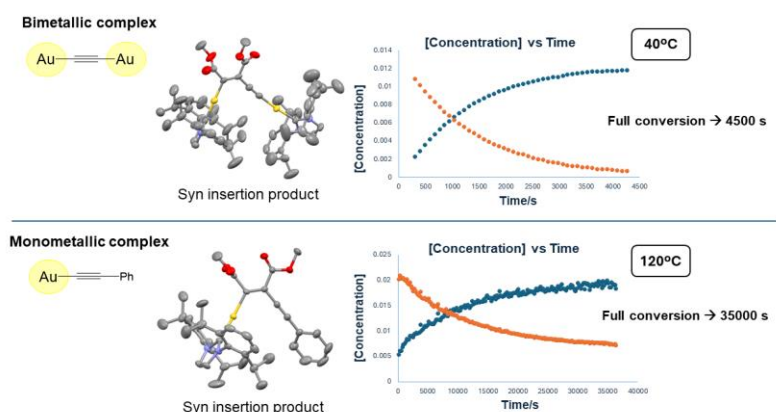 Bimetallic complex
Au
Au
Syn insertion product
[Concentration] vs Time
40°C
[Concentration]
0.014
0.012
0.01
0.008
0.006
0.004
0.002
0
0 500 1000 1500 2000 2500 3000 3500 4000 4500
Time/s
Full conversion → 4500 s
Monometallic complex
Au
Ph
Syn insertion product
[Concentration] vs Time
120°C
[Concentration]
0.025
0.02
0.015
0.01
0.005
0
0 5000 10000 15000 20000 25000 30000 35000 40000
Time/s
Full conversion → 35000 s